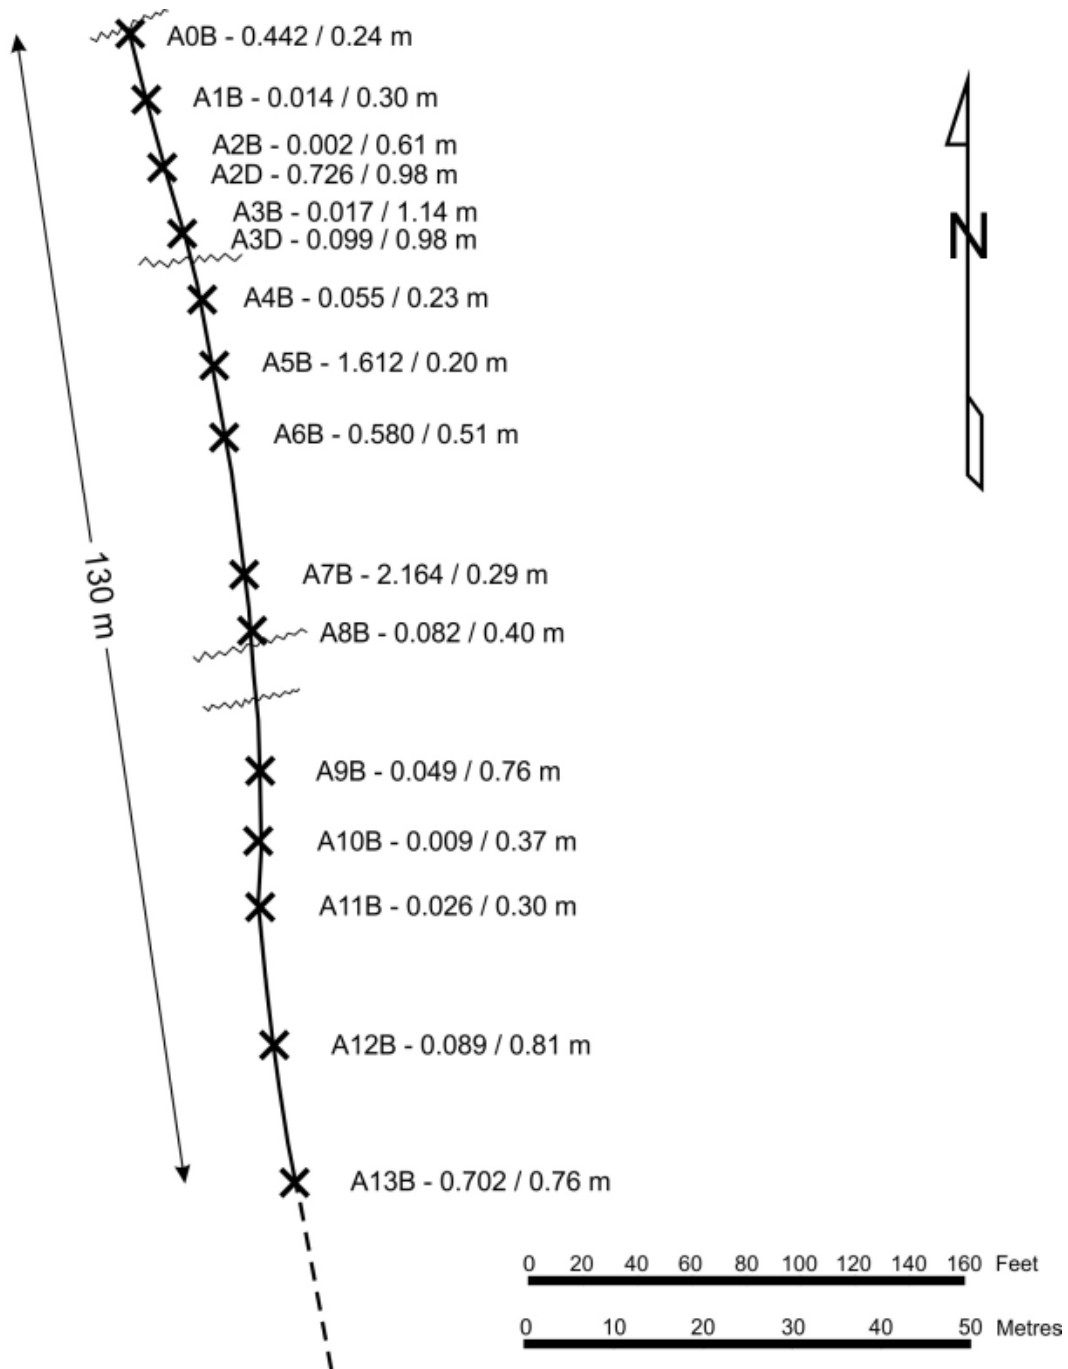 A0B - 0.442 / 0.24 m
A1B - 0.014 / 0.30 m
A2B - 0.002 / 0.61 m
A2D - 0.726 / 0.98 m
A3B - 0.017 / 1.14 m
A3D - 0.099 / 0.98 m
N
A4B - 0.055 / 0.23 m
A5B - 1.612 / 0.20 m
A6B - 0.580 / 0.51 m
130 m
A7B - 2.164 / 0.29 m
A8B - 0.082 / 0.40 m
A9B - 0.049 / 0.76 m
A10B - 0.009 / 0.37 m
A11B - 0.026 / 0.30 m
A12B - 0.089 / 0.81 m
A13B - 0.702 / 0.76 m
0 20 40 60 80 100 120 140 160 Feet
0 10 20 30 40 50 Metres